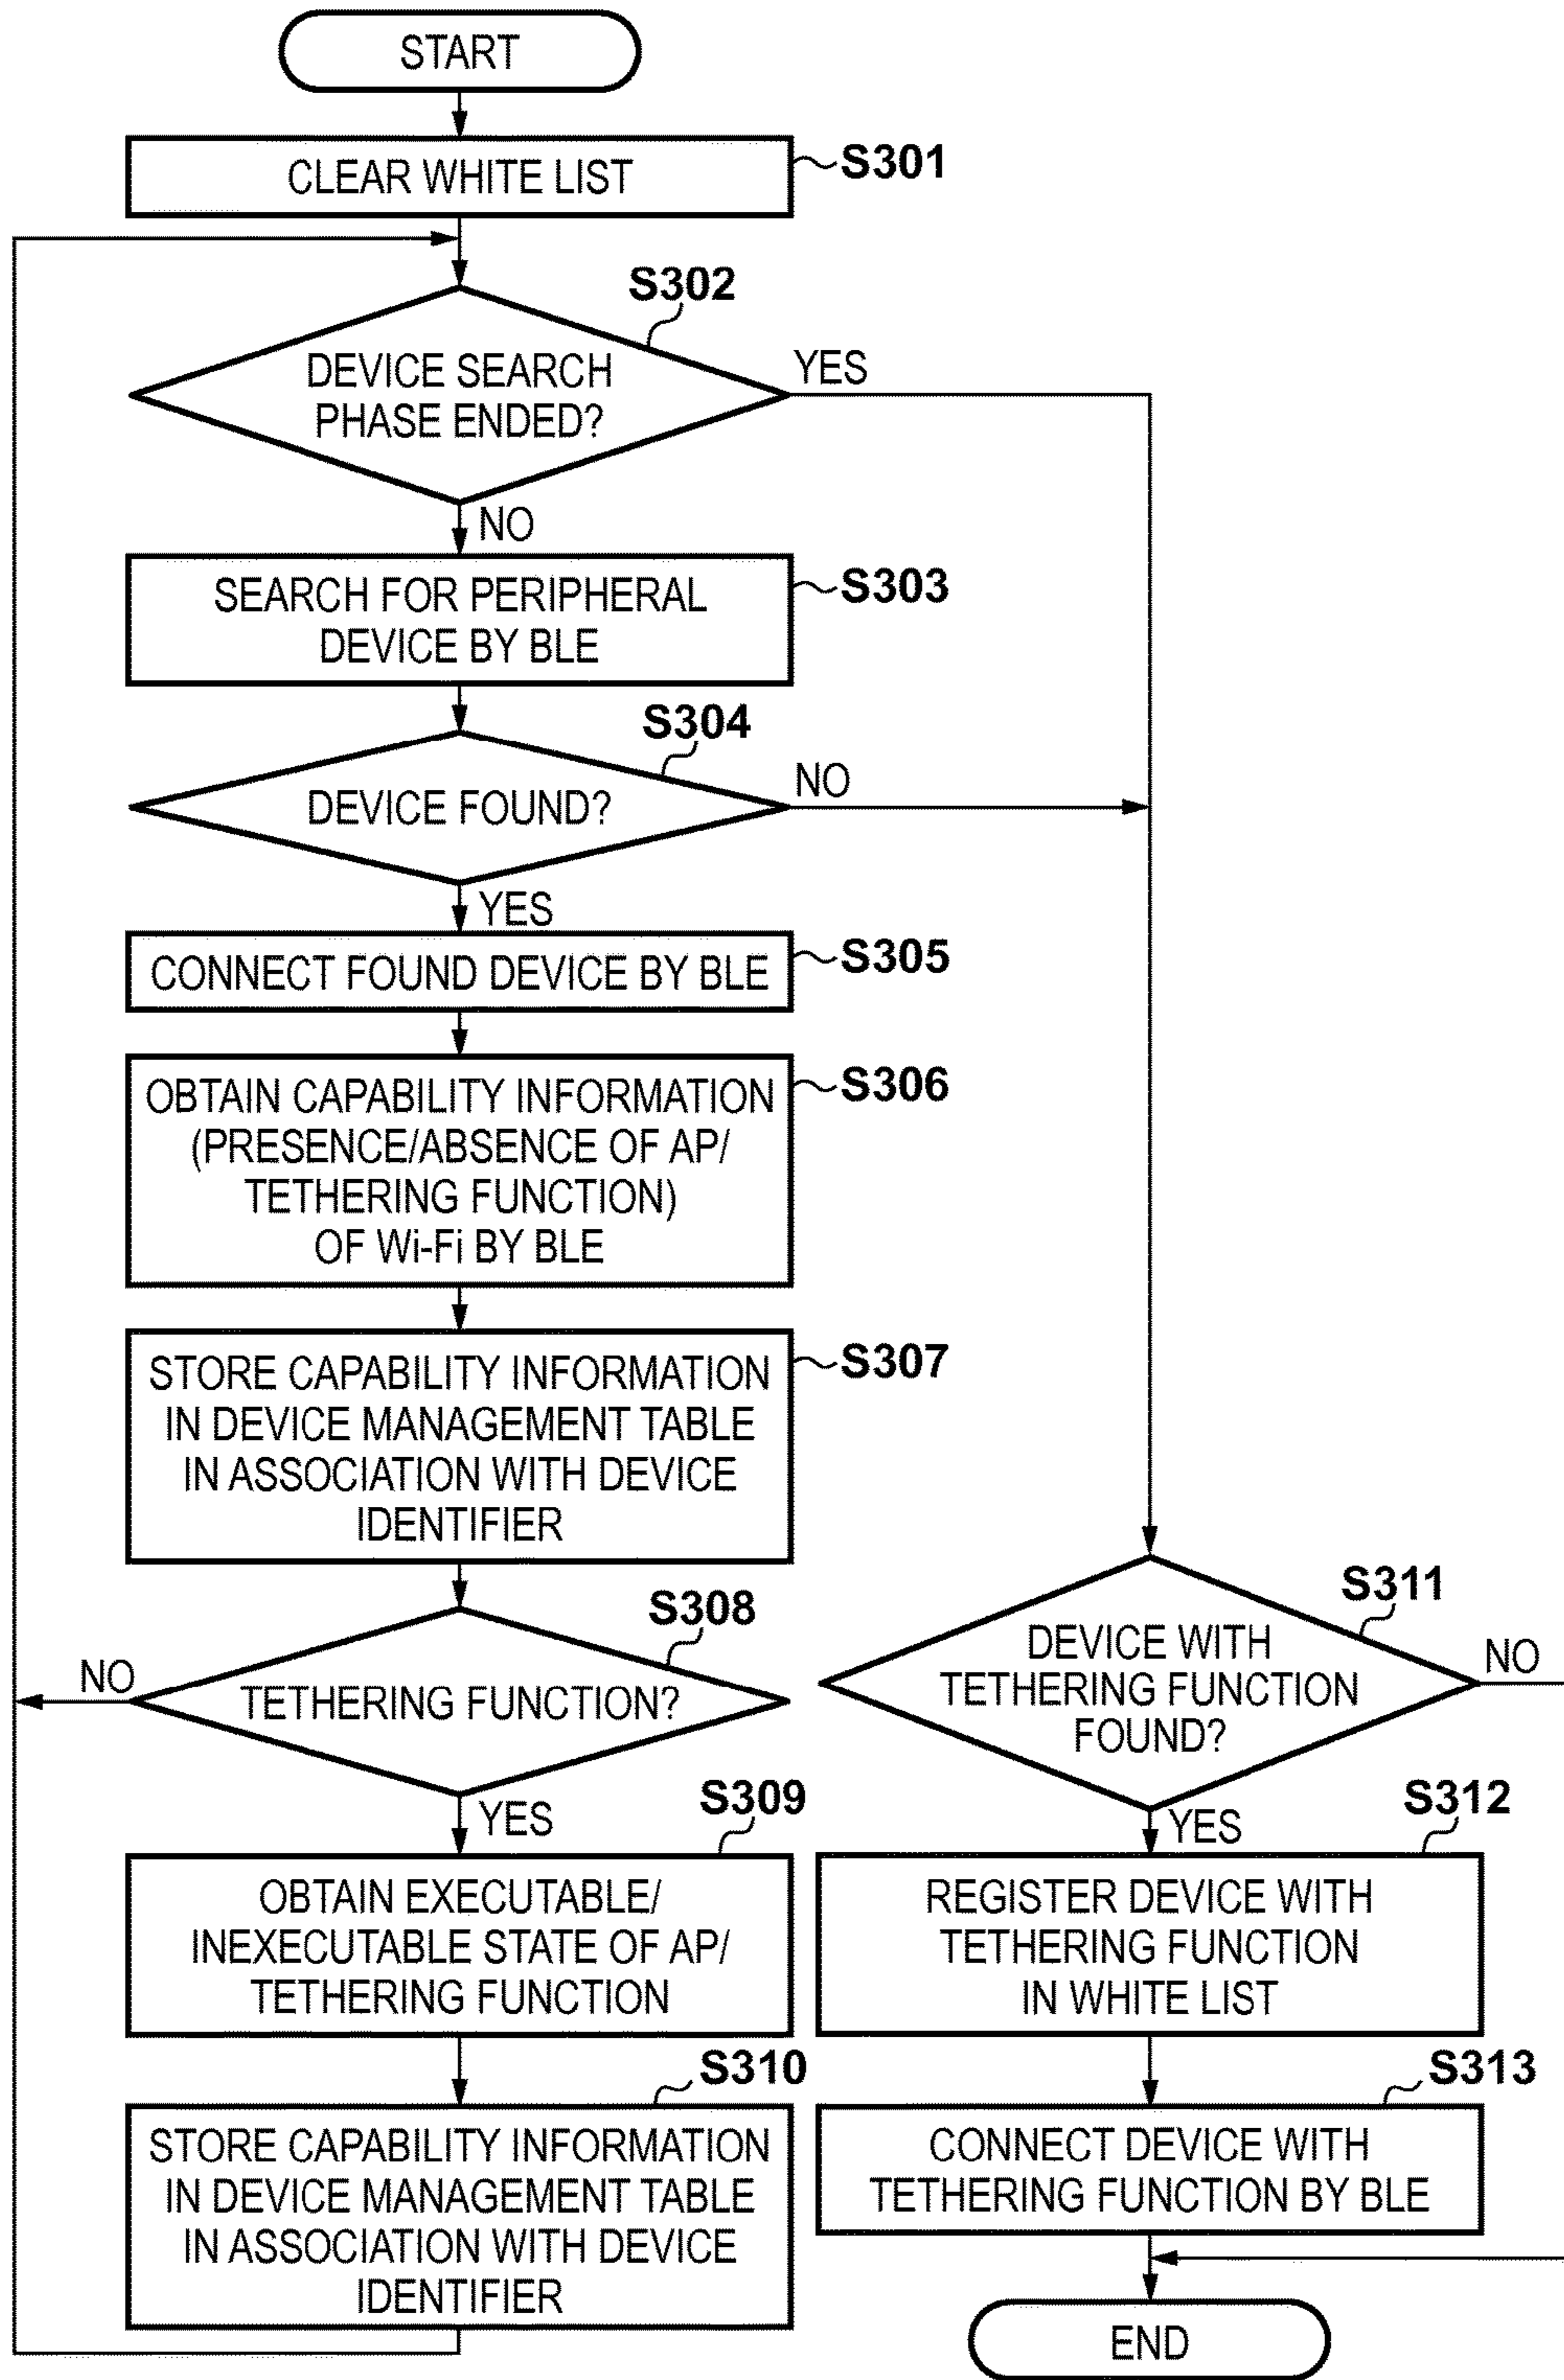 START
CLEAR WHITE LIST
S301
S302
DEVICE SEARCH
PHASE ENDED?
YES
NO
SEARCH FOR PERIPHERAL
DEVICE BY BLE
S303
S304
DEVICE FOUND?
NO
YES
CONNECT FOUND DEVICE BY BLE
S305
OBTAIN CAPABILITY INFORMATION
(PRESENCE/ABSENCE OF AP/
TETHERING FUNCTION)
OF Wi-Fi BY BLE
S306
STORE CAPABILITY INFORMATION
IN DEVICE MANAGEMENT TABLE
IN ASSOCIATION WITH DEVICE
IDENTIFIER
S307
S308
TETHERING FUNCTION?
NO
YES
S309
OBTAIN EXECUTABLE/
INEXECUTABLE STATE OF AP/
TETHERING FUNCTION
S310
STORE CAPABILITY INFORMATION
IN DEVICE MANAGEMENT TABLE
IN ASSOCIATION WITH DEVICE
IDENTIFIER
S311
DEVICE WITH
TETHERING FUNCTION
FOUND?
NO
YES
S312
REGISTER DEVICE WITH
TETHERING FUNCTION
IN WHITE LIST
S313
CONNECT DEVICE WITH
TETHERING FUNCTION BY BLE
END